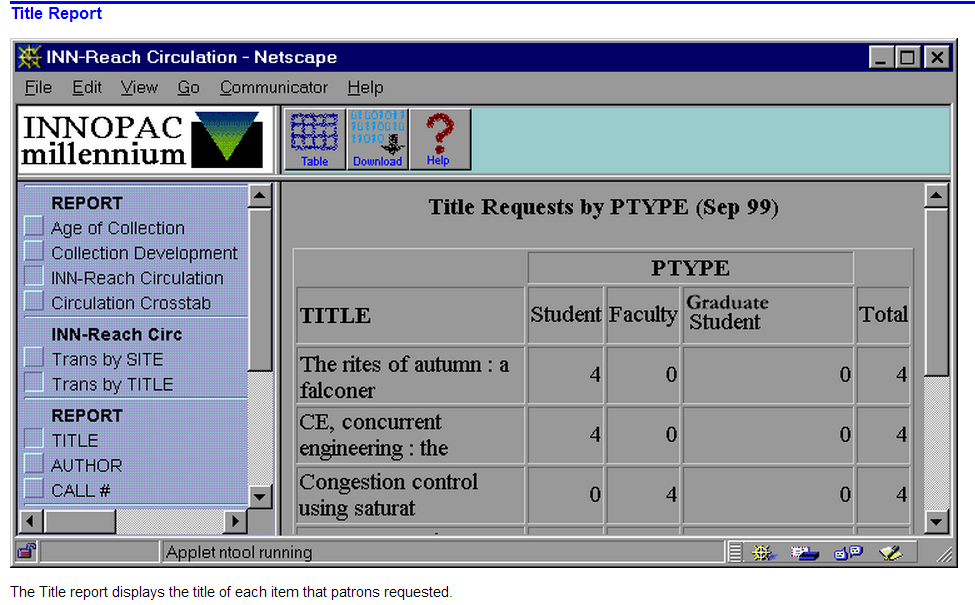 Title Report
INN-Reach Circulation - Netscape
File Edit View Go Communicator Help
INNOPAC
millennium
Table Download Help
REPORT
Age of Collection
Collection Development
INN-Reach Circulation
Circulation Crosstab
INN-Reach Circ
Trans by SITE
Trans by TITLE
REPORT
TITLE
AUTHOR
CALL #
Title Requests by PTYPE (Sep 99)
PTYPE
TITLE Student Faculty Graduate Student Total
The rites of autumn : a
falconer 4 0 0 4
CE, concurrent
engineering : the 4 0 0 4
Congestion control
using saturat 0 4 0 4
Applet ntool running
The Title report displays the title of each item that patrons requested.